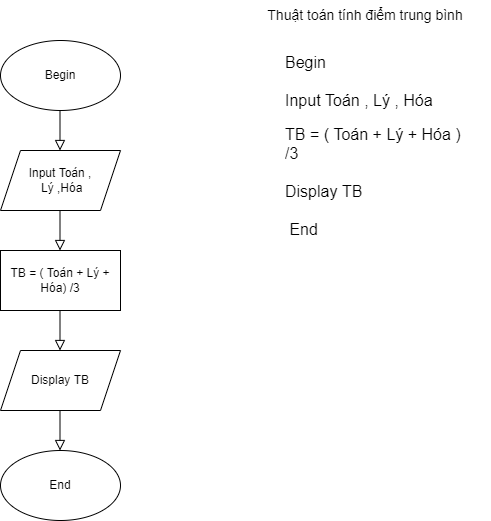 Thuật toán tính điểm trung bình
Begin
Input Toán ,
Lý ,Hóa
TB = ( Toán + Lý +
Hóa) /3
Display TB
End
Begin
Input Toán , Lý , Hóa
TB = ( Toán + Lý + Hóa )
/3
Display TB
End